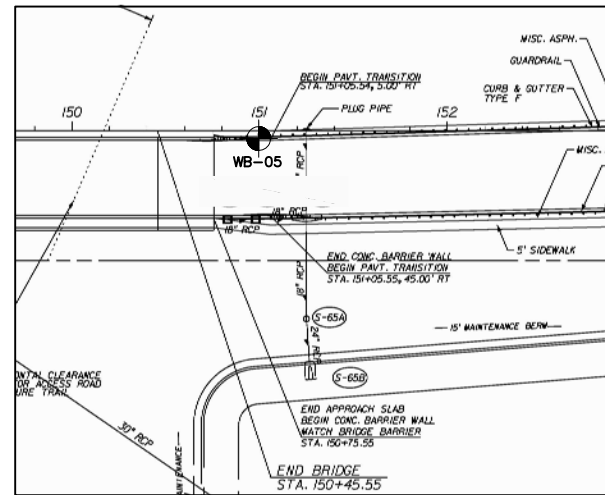 MISC. ASPH.
GUARDRAIL
CURB & GUTTER
TYPE F
150
151
152
BEGIN PAVT. TRANSITION
STA. 151+05.54, 5.00' RT
PLUG PIPE
WB-05
MISC.
18" RCP
18" RCP
5' SIDEWALK
END CONC. BARRIER WALL
BEGIN PAVT. TRANSITION
STA. 151+05.55, 45.00' RT
18" RCP
S-65A
24" RCP
15' MAINTENANCE BERM
S-65B
ONTAL CLEARANCE
OR ACCESS ROAD
URE TRAIL
30" RCP
END APPROACH SLAB
BEGIN CONC. BARRIER WALL
MATCH BRIDGE BARRIER
STA. 150+75.55
END BRIDGE
STA. 150+45.55